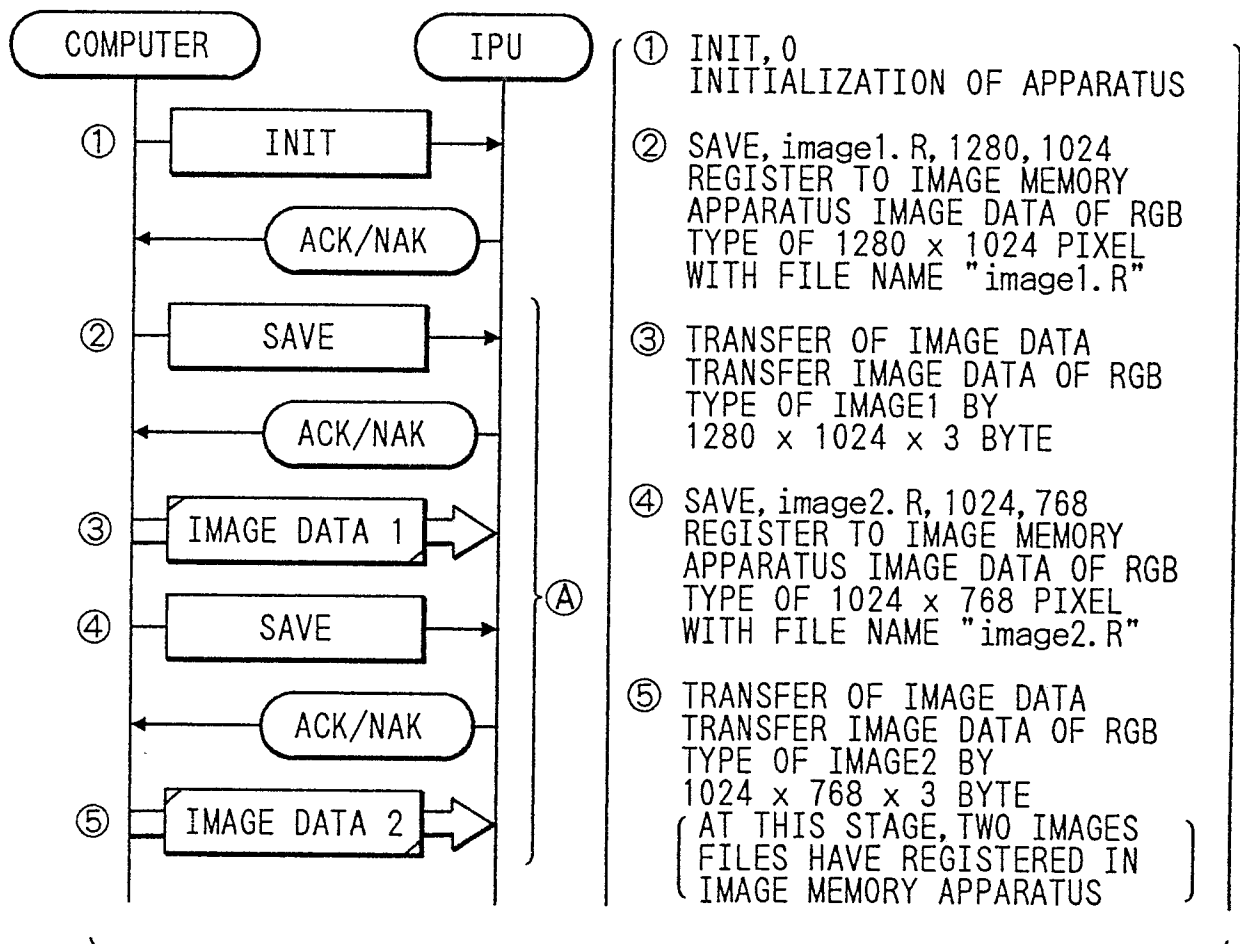 COMPUTER
IPU
① INIT
ACK/NAK
② SAVE
ACK/NAK
③ IMAGE DATA 1
④ SAVE
ACK/NAK
⑤ IMAGE DATA 2
Ⓐ
① INIT, 0
INITIALIZATION OF APPARATUS
② SAVE, image1. R, 1280, 1024
REGISTER TO IMAGE MEMORY
APPARATUS IMAGE DATA OF RGB
TYPE OF 1280 x 1024 PIXEL
WITH FILE NAME "image1. R"
③ TRANSFER OF IMAGE DATA
TRANSFER IMAGE DATA OF RGB
TYPE OF IMAGE1 BY
1280 x 1024 x 3 BYTE
④ SAVE, image2. R, 1024, 768
REGISTER TO IMAGE MEMORY
APPARATUS IMAGE DATA OF RGB
TYPE OF 1024 x 768 PIXEL
WITH FILE NAME "image2. R"
⑤ TRANSFER OF IMAGE DATA
TRANSFER IMAGE DATA OF RGB
TYPE OF IMAGE2 BY
1024 x 768 x 3 BYTE
( AT THIS STAGE, TWO IMAGES
FILES HAVE REGISTERED IN
IMAGE MEMORY APPARATUS )